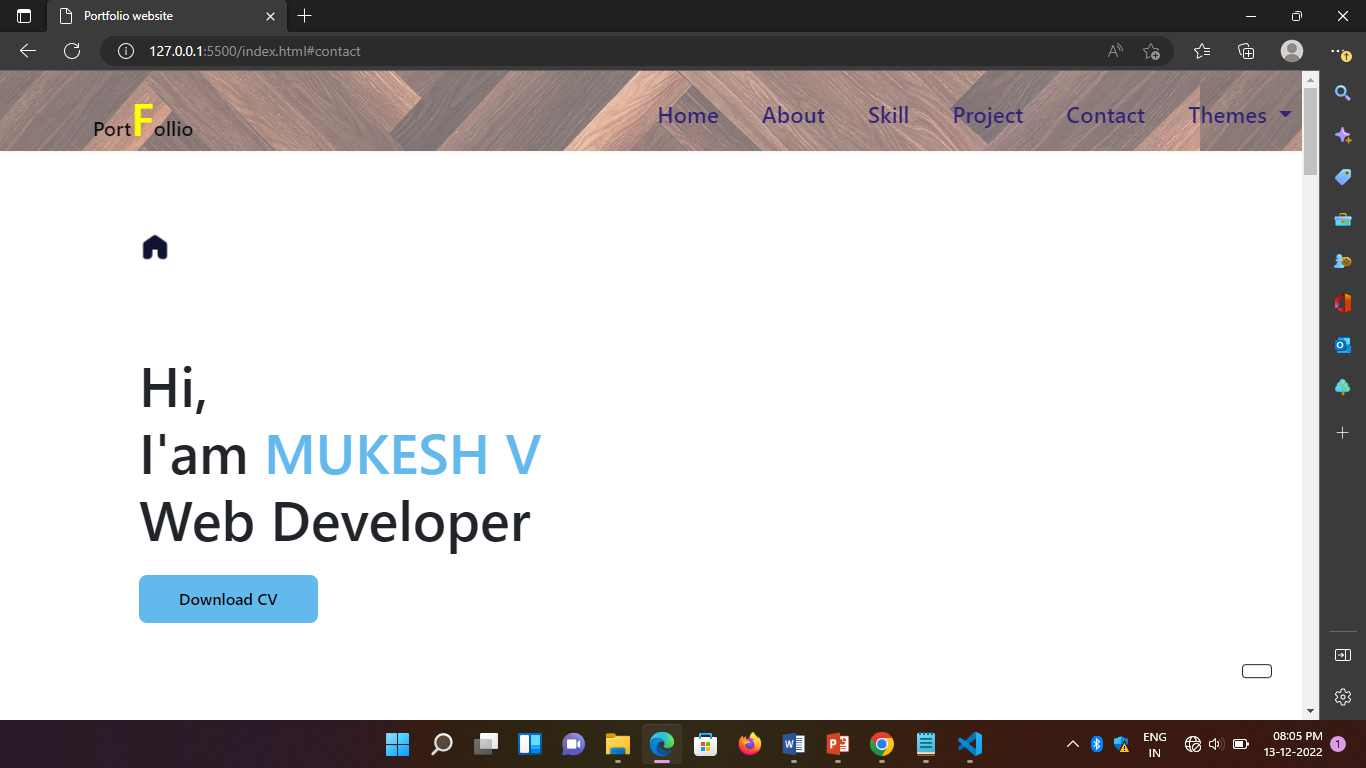 Portfolio website
127.0.0.1:5500/index.html#contact
PortFollio
Home About Skill Project Contact Themes
Hi,
I'am MUKESH V
Web Developer
Download CV
ENG
IN
08:05 PM
13-12-2022
1